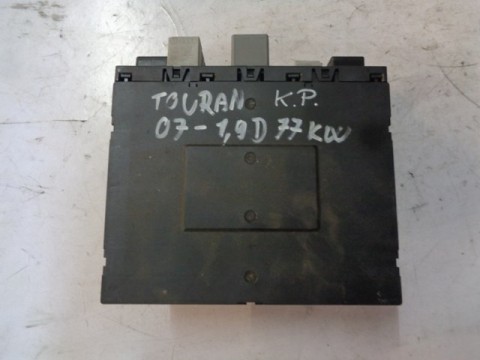 TOURAN K.P.
07-1,9D 77KW